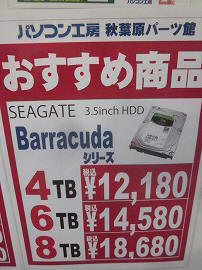 パソコン工房 秋葉原パーツ館
おすすめ商品
SEAGATE 3.5inch HDD
Barracuda
シリーズ
4TB 税込 ¥12,180
6TB 税込 ¥14,580
8TB 税込 ¥18,680